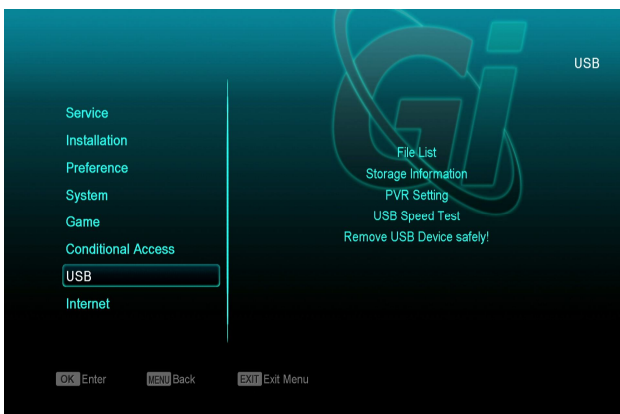 Gi
USB
Service
Installation
Preference
System
Game
Conditional Access
USB
Internet
File List
Storage Information
PVR Setting
USB Speed Test
Remove USB Device safely!
OK Enter
MENU Back
EXIT Exit Menu